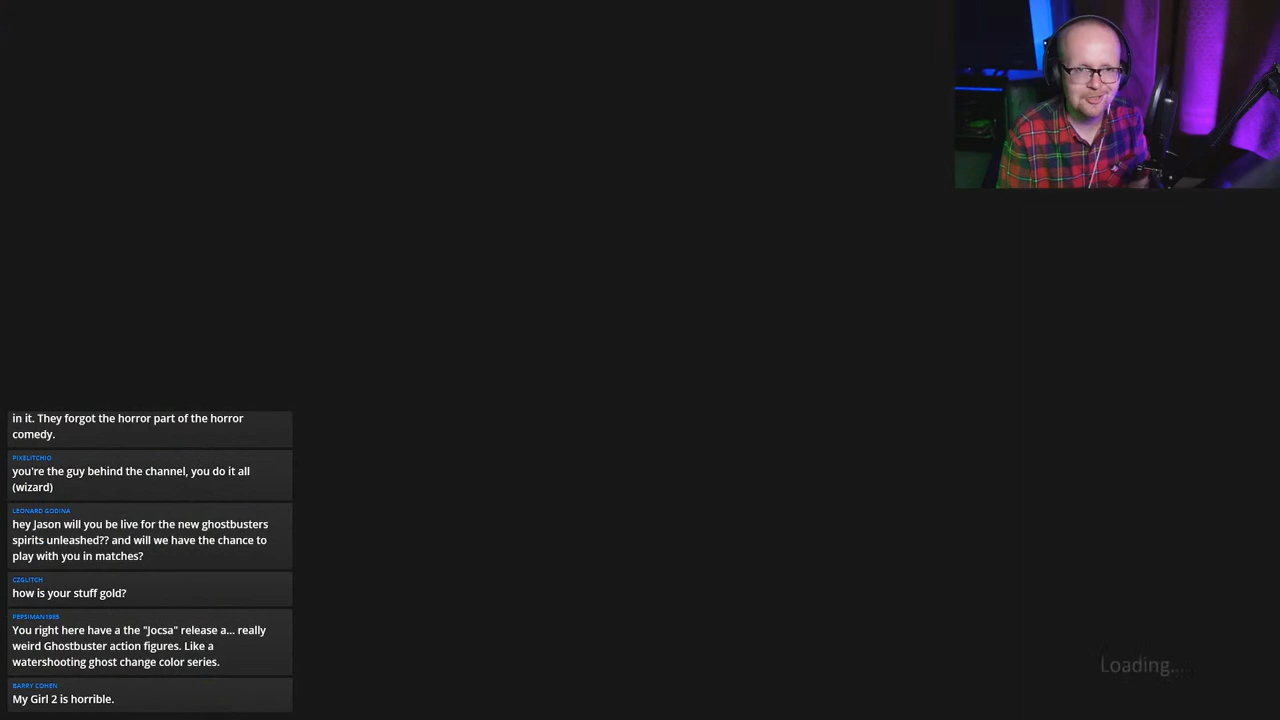 in it. They forgot the horror part of the horror
comedy.
PIXELITCHIO
you're the guy behind the channel, you do it all
(wizard)
LEONARD GODINA
hey Jason will you be live for the new ghostbusters
spirits unleashed?? and will we have the chance to
play with you in matches?
CZGLITCH
how is your stuff gold?
PEPSIMAN1985
You right here have a the "Jocsa" release a... really
weird Ghostbuster action figures. Like a
watershooting ghost change color series.
BARRY COHEN
My Girl 2 is horrible.
Loading...